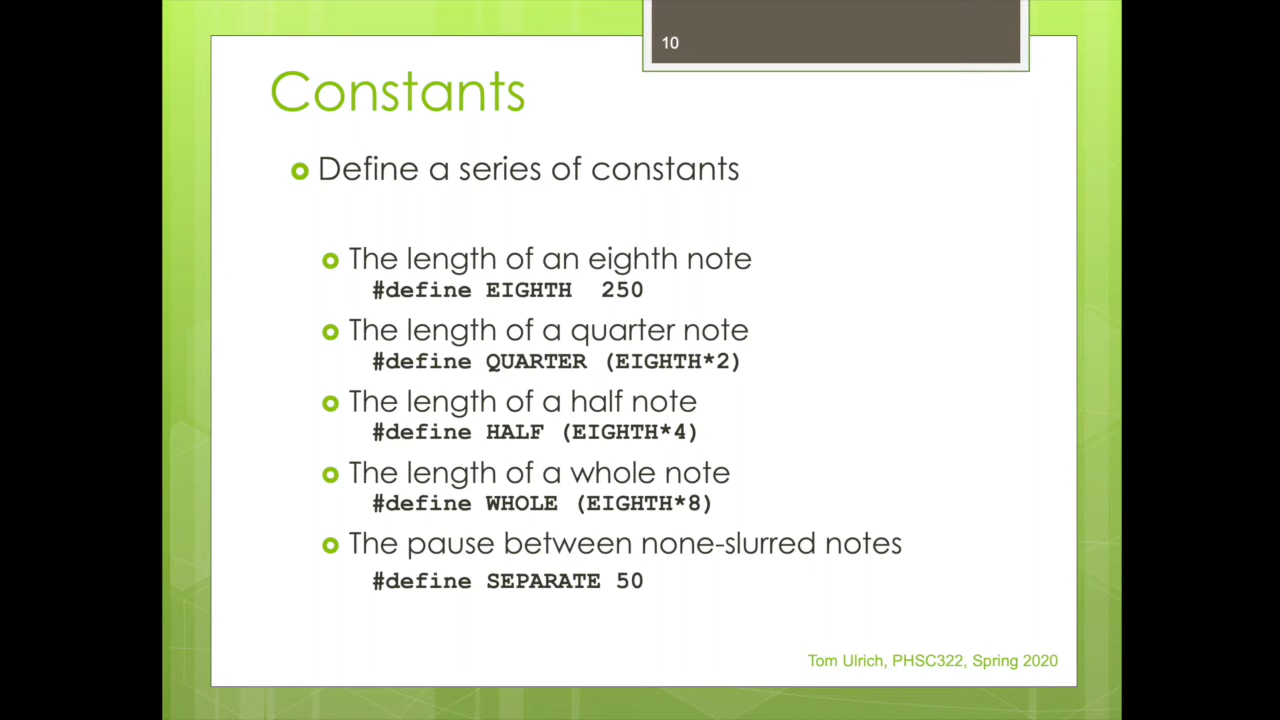 10
Constants
Define a series of constants
The length of an eighth note
#define EIGHTH  250
The length of a quarter note
#define QUARTER (EIGHTH*2)
The length of a half note
#define HALF (EIGHTH*4)
The length of a whole note
#define WHOLE (EIGHTH*8)
The pause between none-slurred notes
#define SEPARATE 50
Tom Ulrich, PHSC322, Spring 2020